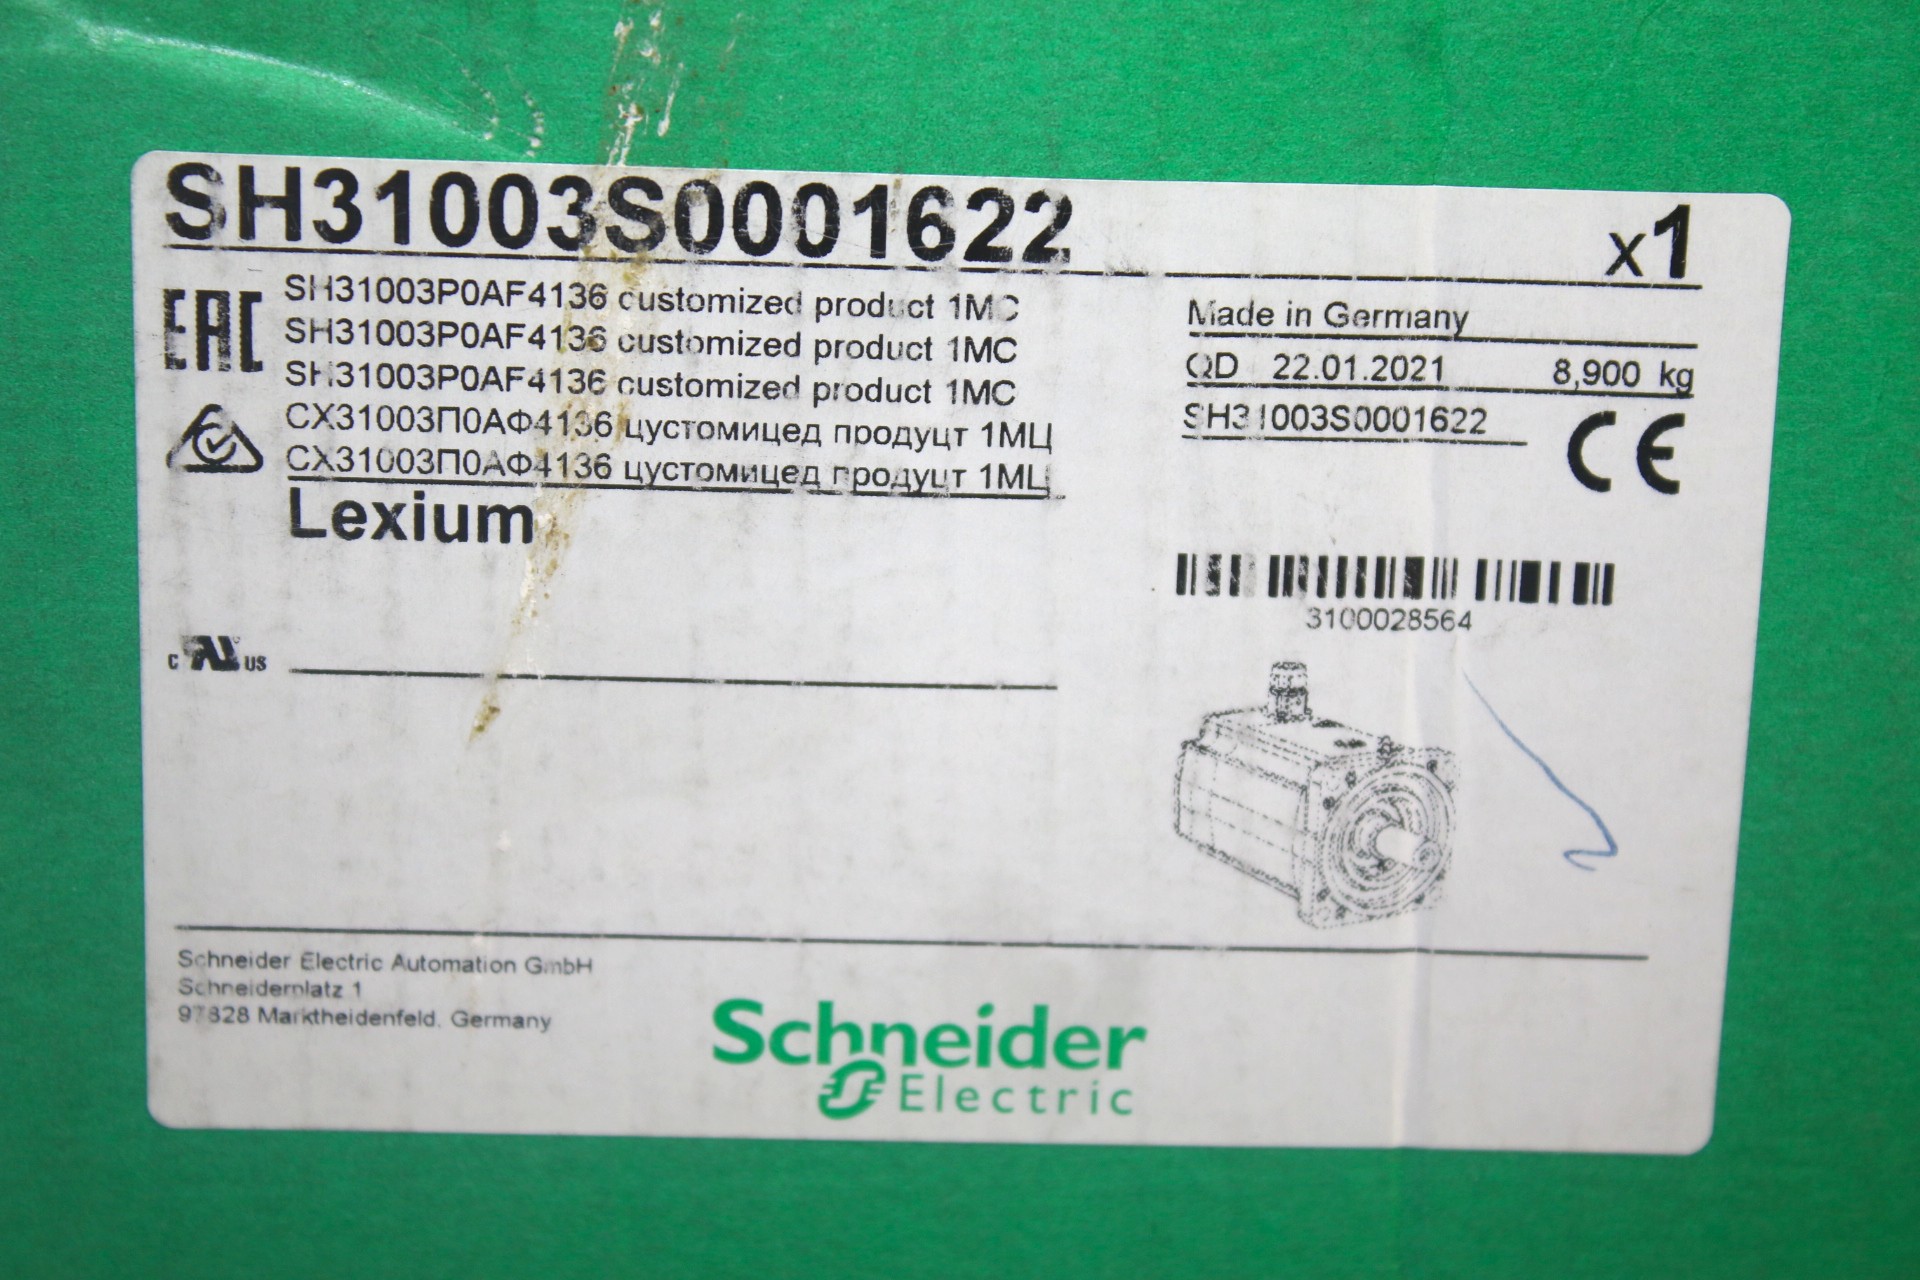 SH31003S0001622
x1
EAC
SH31003P0AF4136 customized product 1MC
SH31003P0AF4136 customized product 1MC
SH31003P0AF4136 customized product 1MC
СХ31003П0АФ4136 цустомицед продуцт 1МЦ
СХ31003П0АФ4136 цустомицед продуцт 1МЦ
Lexium
Made in Germany
QD 22.01.2021 8,900 kg
SH31003S0001622
CE
3100028564
c RU US
Schneider Electric Automation GmbH
Schneiderplatz 1
97828 Marktheidenfeld. Germany
Schneider
Electric